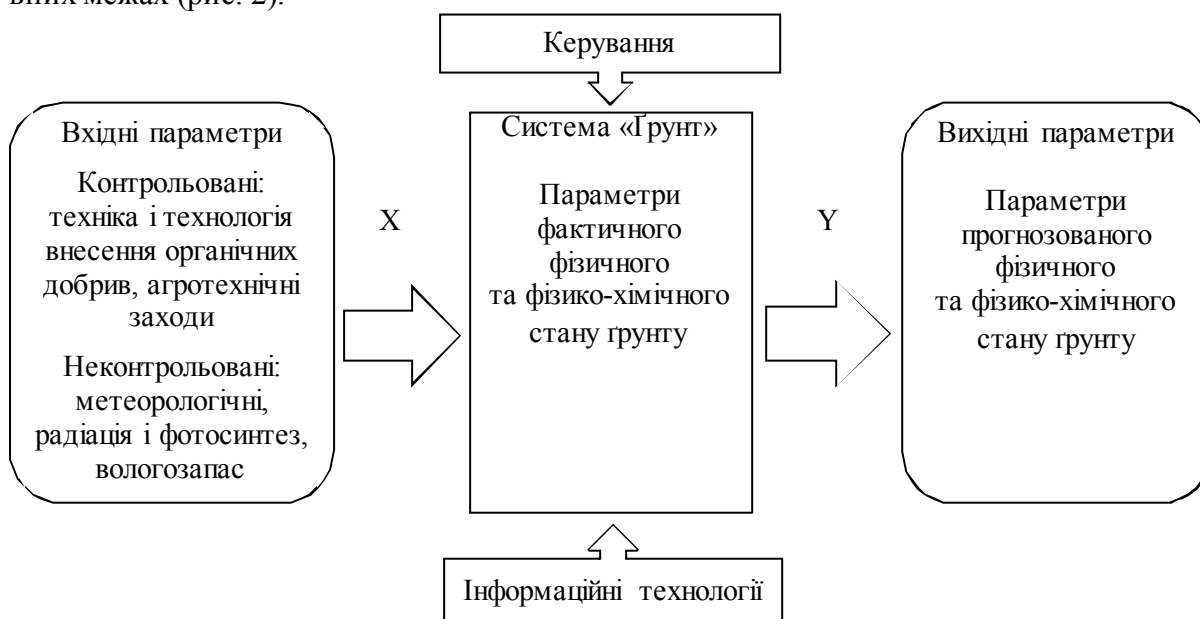 вних межах (рис. 2).
Керування
Вхідні параметри
Контрольовані:
техніка і технологія
внесення органічних
добрив, агротехнічні
заходи
Неконтрольовані:
метеорологічні,
радіація і фотосинтез,
вологозапас
X
Система «Ґрунт»
Параметри
фактичного
фізичного
та фізико-хімічного
стану ґрунту
Y
Вихідні параметри
Параметри
прогнозованого
фізичного
та фізико-хімічного
стану ґрунту
Інформаційні технології